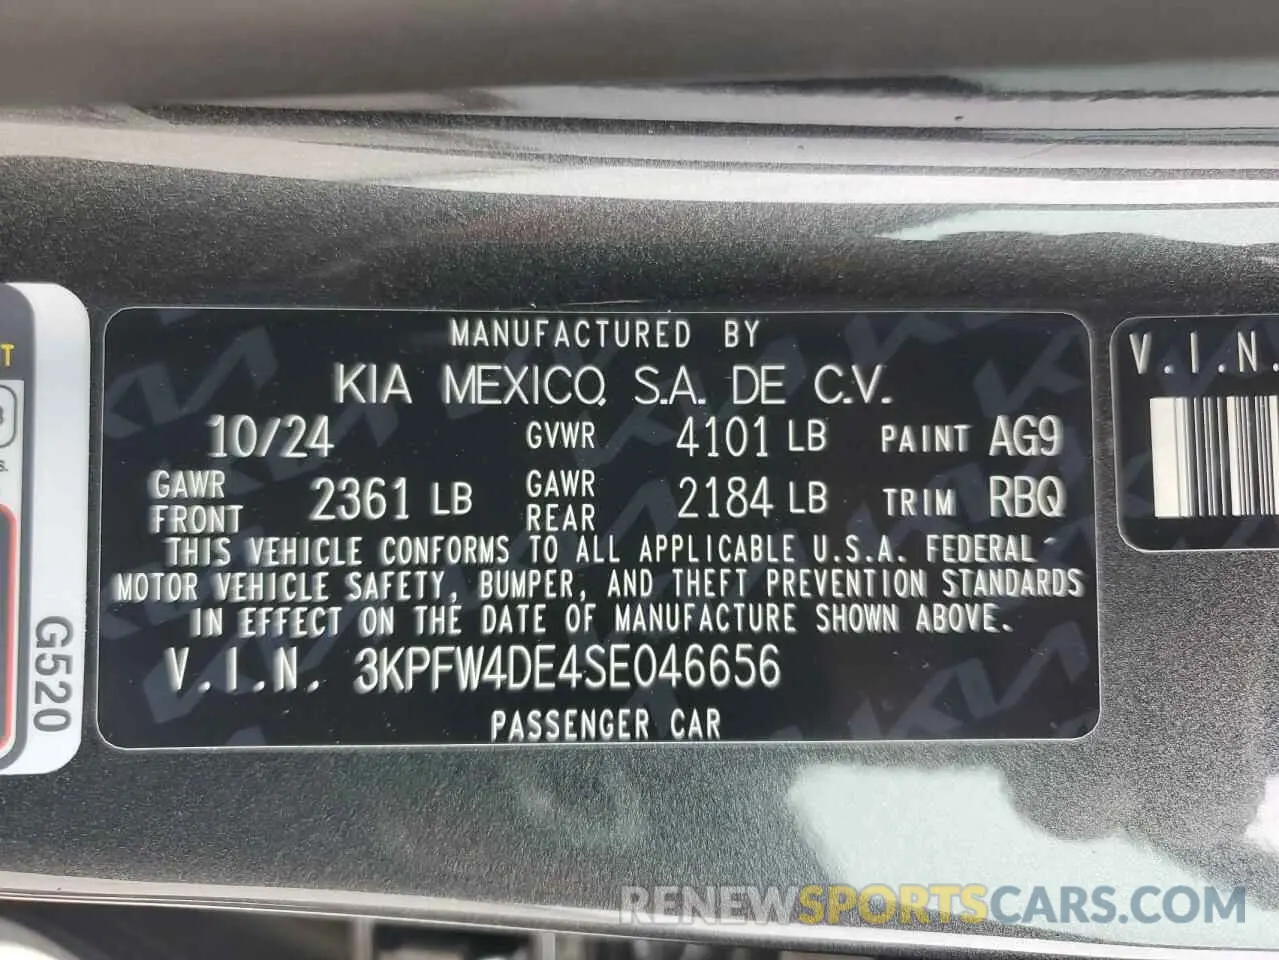 MANUFACTURED BY
KIA MEXICO, S.A. DE C.V.
10/24 GVWR 4101 LB PAINT AG9
GAWR FRONT 2361 LB GAWR REAR 2184 LB TRIM RBQ
THIS VEHICLE CONFORMS TO ALL APPLICABLE U.S.A. FEDERAL
MOTOR VEHICLE SAFETY, BUMPER, AND THEFT PREVENTION STANDARDS
IN EFFECT ON THE DATE OF MANUFACTURE SHOWN ABOVE.
V.I.N. 3KPFW4DE4SE046656
PASSENGER CAR
V.I.N.
G520
RENEWSPORTSCARS.COM